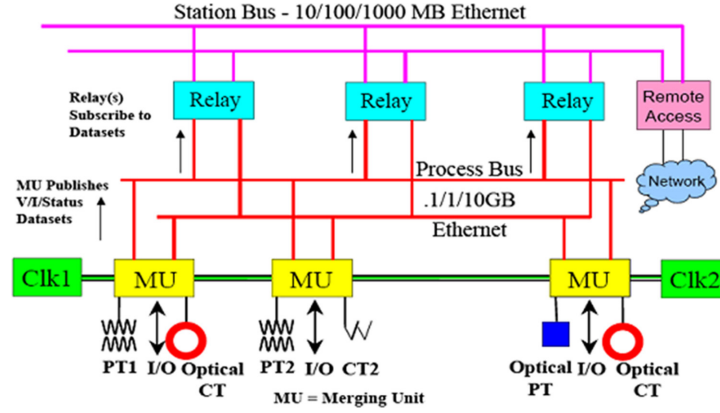 Station Bus - 10/100/1000 MB Ethernet
Relay
Relay
Relay
Remote
Access
Relay(s)
Subscribe to
Datasets
Process Bus
Network
MU Publishes
V/I/Status
Datasets
.1/1/10GB
Ethernet
Clk1
MU
MU
MU
Clk2
PT1
I/O
Optical
CT
PT2
I/O
CT2
Optical
PT
I/O
Optical
CT
MU = Merging Unit